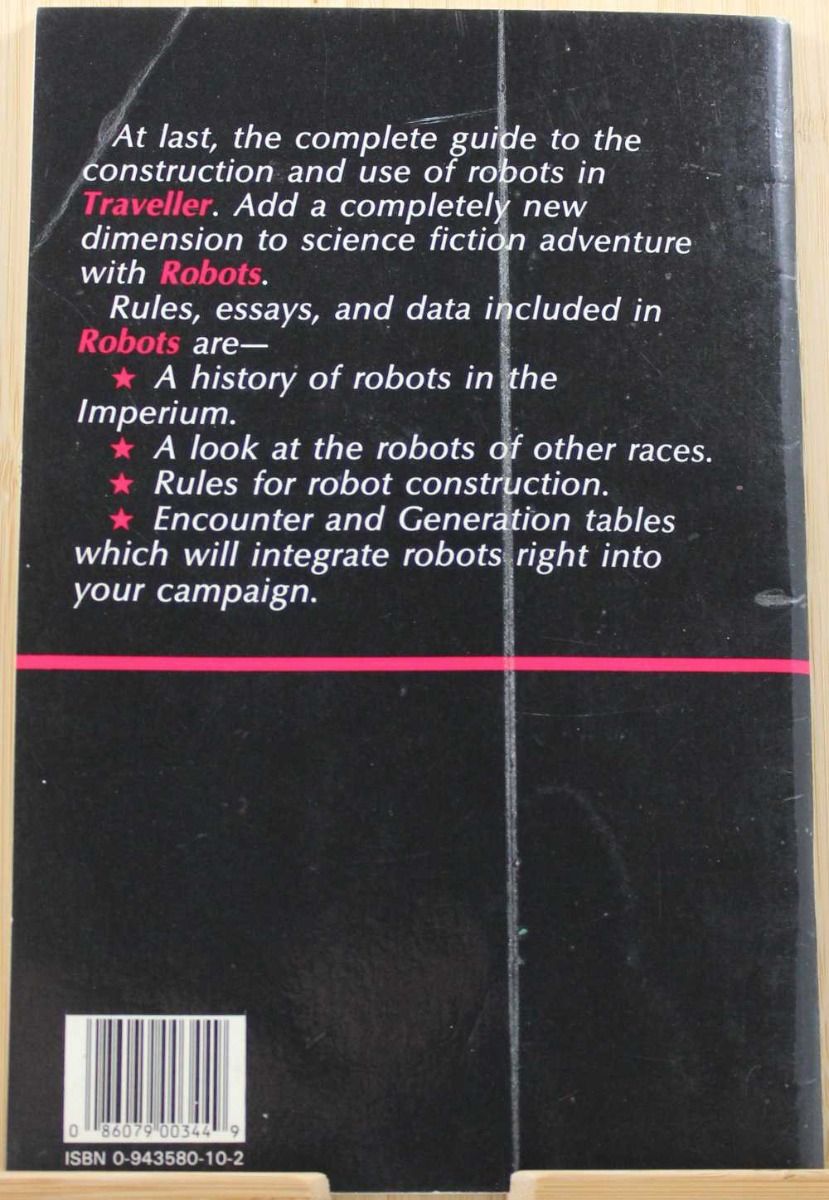 At last, the complete guide to the
construction and use of robots in
Traveller. Add a completely new
dimension to science fiction adventure
with Robots.
Rules, essays, and data included in
Robots are—
★ A history of robots in the
Imperium.
★ A look at the robots of other races.
★ Rules for robot construction.
★ Encounter and Generation tables
which will integrate robots right into
your campaign.
0 86079 00344 9
ISBN 0-943580-10-2